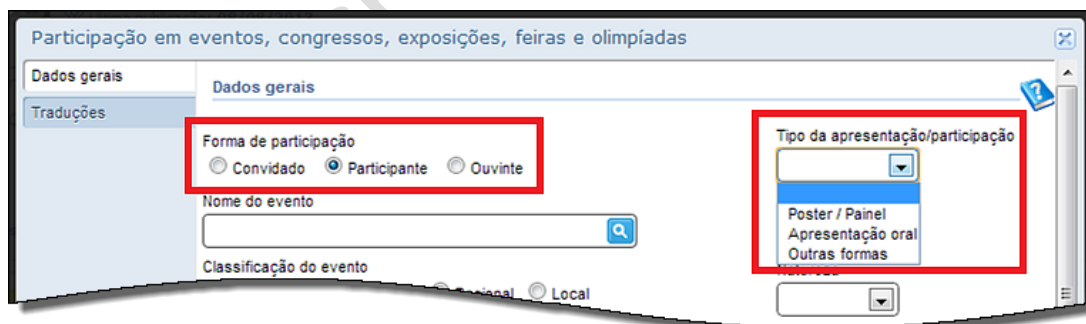 Participação em eventos, congressos, exposições, feiras e olimpíadas
Dados gerais
Traduções
Dados gerais
Forma de participação
Convidado Participante Ouvinte
Tipo da apresentação/participação
Poster / Painel
Apresentação oral
Outras formas
Nome do evento
Classificação do evento
Local